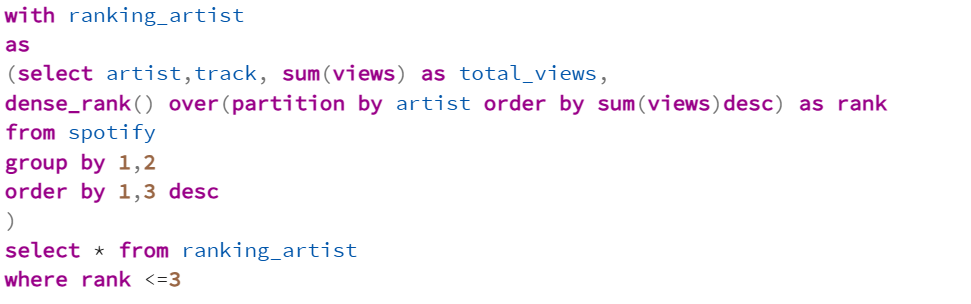 with ranking_artist
as
(select artist,track, sum(views) as total_views,
dense_rank() over(partition by artist order by sum(views)desc) as rank
from spotify
group by 1,2
order by 1,3 desc
)
select * from ranking_artist
where rank <=3